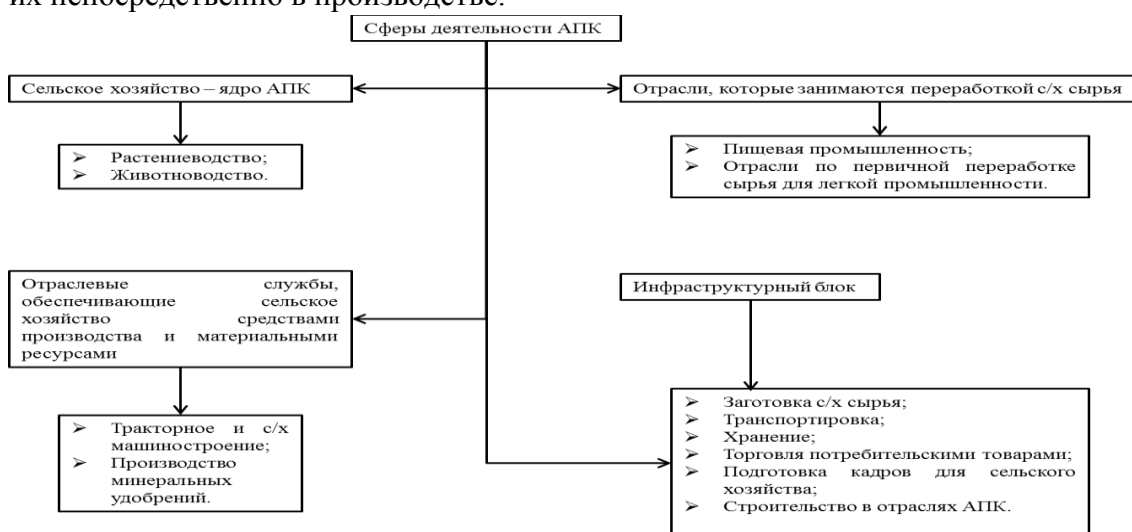 их непосредственно в производстве.
Сферы деятельности АПК
Сельское хозяйство – ядро АПК
Отрасли, которые занимаются переработкой с/х сырья
➢ Растениеводство;
➢ Животноводство.
➢ Пищевая промышленность;
➢ Отрасли по первичной переработке
сырья для легкой промышленности.
Отраслевые службы,
обеспечивающие сельское
хозяйство средствами
производства и материальными
ресурсами
Инфраструктурный блок
➢ Тракторное и с/х
машиностроение;
➢ Производство
минеральных
удобрений.
➢ Заготовка с/х сырья;
➢ Транспортировка;
➢ Хранение;
➢ Торговля потребительскими товарами;
➢ Подготовка кадров для сельского
хозяйства;
➢ Строительство в отраслях АПК.